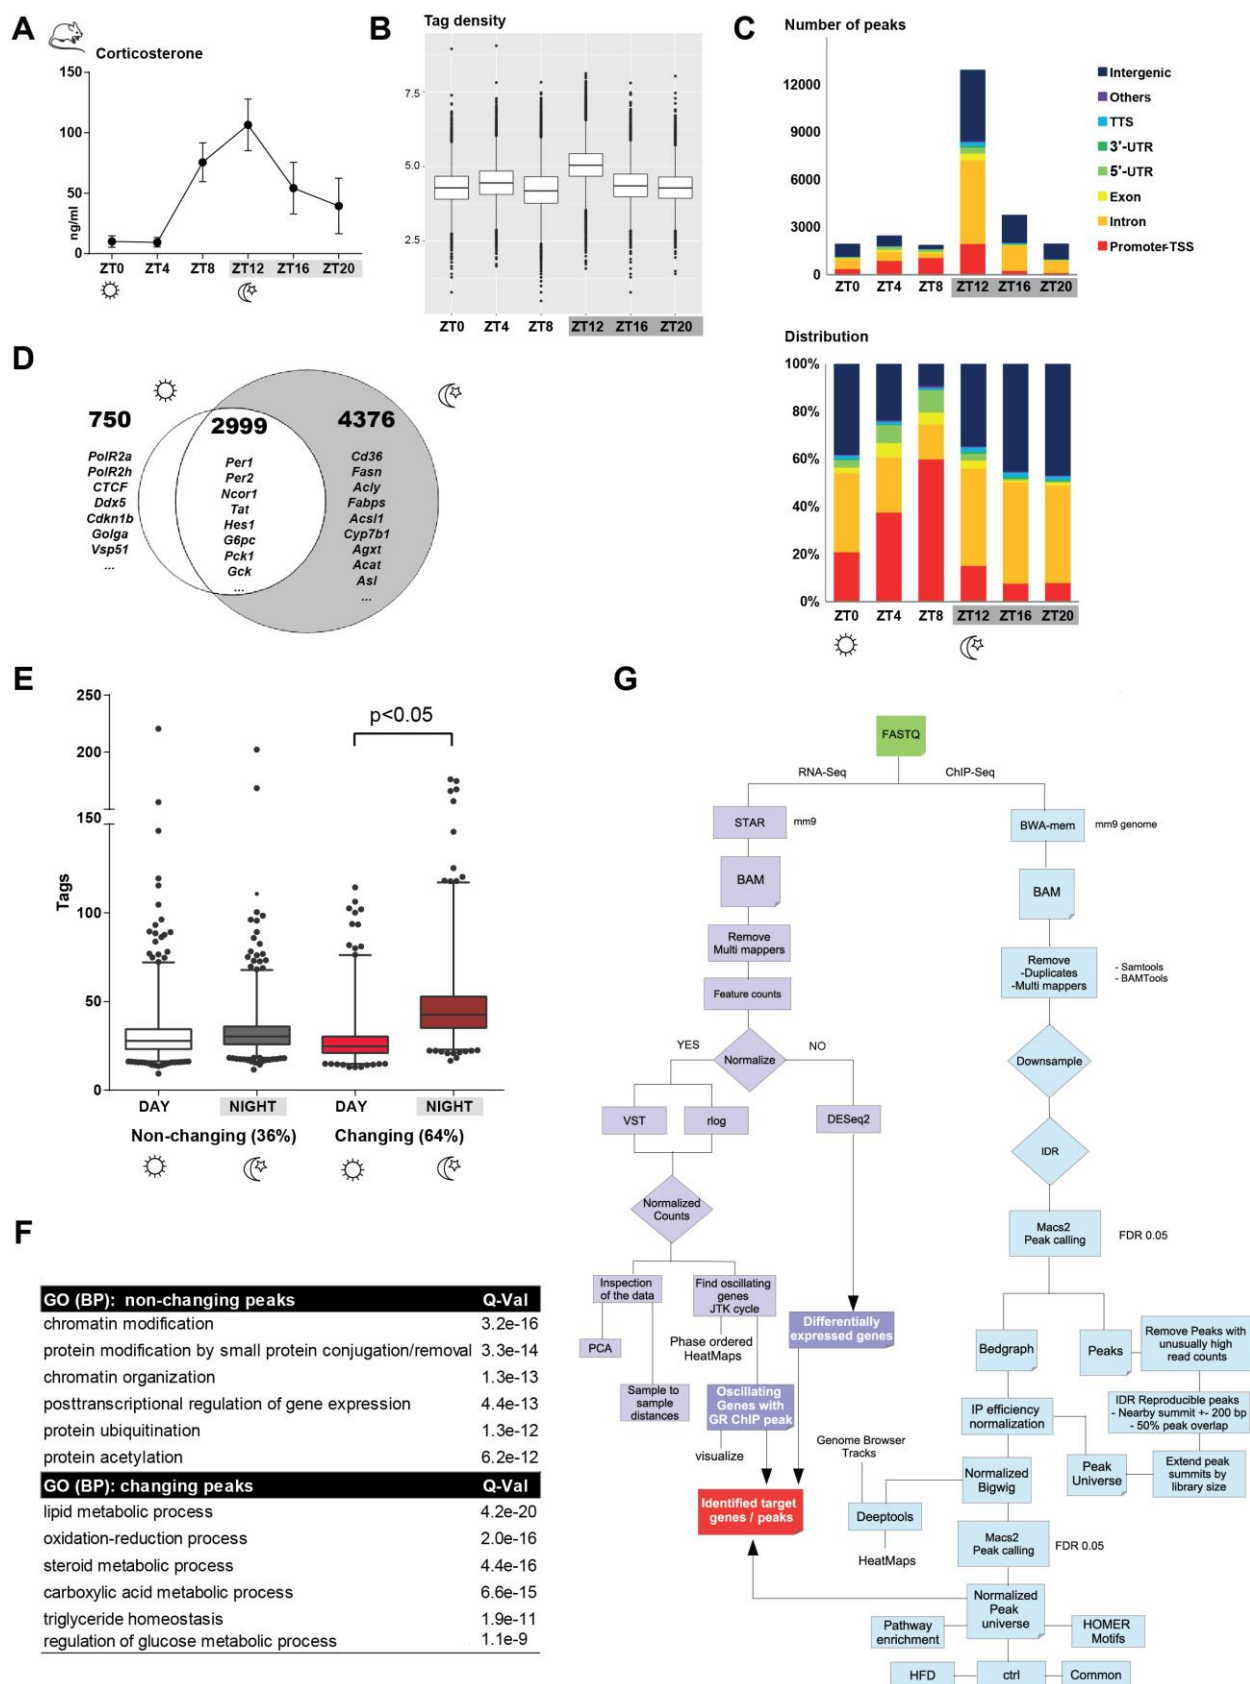 A
Corticosterone
150
100
50
0
ng/ml
ZT0 ZT4 ZT8 ZT12 ZT16 ZT20
B
Tag density
7.5
5.0
2.5
ZT0 ZT4 ZT8 ZT12 ZT16 ZT20
C
Number of peaks
12000
9000
6000
3000
0
ZT0 ZT4 ZT8 ZT12 ZT16 ZT20
Intergenic
Others
TTS
3'-UTR
5'-UTR
Exon
Intron
Promoter-TSS
Distribution
100%
80%
60%
40%
20%
0%
ZT0 ZT4 ZT8 ZT12 ZT16 ZT20
D
750
PolR2a
PolR2h
CTCF
Ddx5
Cdkn1b
Golga
Vsp51
...
2999
Per1
Per2
Ncor1
Tat
Hes1
G6pc
Pck1
Gck
...
4376
Cd36
Fasn
Acly
Fabps
Acsl1
Cyp7b1
Agxt
Acat
Asl
...
E
250
200
150
100
50
0
Tags
p<0.05
DAY NIGHT DAY NIGHT
Non-changing (36%) Changing (64%)
F
GO (BP): non-changing peaks Q-Val
chromatin modification 3.2e-16
protein modification by small protein conjugation/removal 3.3e-14
chromatin organization 1.3e-13
posttranscriptional regulation of gene expression 4.4e-13
protein ubiquitination 1.3e-12
protein acetylation 6.2e-12
GO (BP): changing peaks Q-Val
lipid metabolic process 4.2e-20
oxidation-reduction process 2.0e-16
steroid metabolic process 4.4e-16
carboxylic acid metabolic process 6.6e-15
triglyceride homeostasis 1.9e-11
regulation of glucose metabolic process 1.1e-9
G
FASTQ
RNA-Seq
ChIP-Seq
STAR
mm9
BAM
Remove
Multi mappers
Feature counts
Normalize
YES
NO
VST
rlog
DESeq2
Normalized
Counts
Inspection
of the data
PCA
Sample to
sample
distances
Find oscillating
genes
JTK cycle
Phase ordered
HeatMaps
Oscillating
Genes with
GR ChIP peak
visualize
Differentially
expressed genes
Identified target
genes / peaks
BWA-mem
mm9 genome
BAM
Remove
-Duplicates
-Multi mappers
- Samtools
- BAMTools
Downsample
IDR
Macs2
Peak calling
FDR 0.05
Bedgraph
Peaks
Remove Peaks with
unusually high
read counts
IDR Reproducible peaks
- Nearby summit +- 200 bp
- 50% peak overlap
Extend peak
summits by
library size
Peak
Universe
IP efficiency
normalization
Normalized
Bigwig
Genome Browser
Tracks
Deeptools
HeatMaps
Macs2
Peak calling
FDR 0.05
Normalized
Peak
universe
Pathway
enrichment
HOMER
Motifs
HFD
ctrl
Common